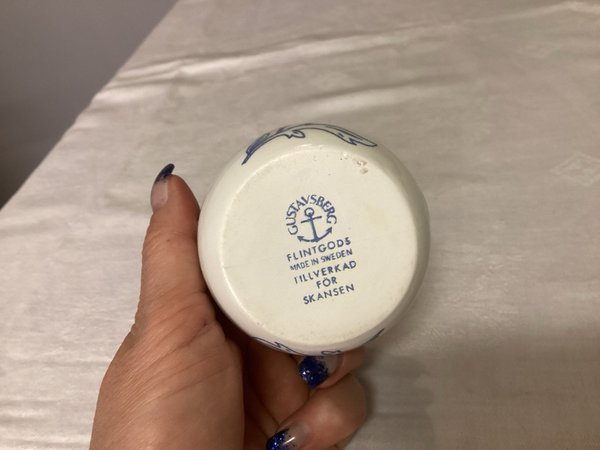 GUSTAVSBERG
FLINTGODS
MADE IN SWEDEN
TILLVERKAD
FÖR
SKANSEN